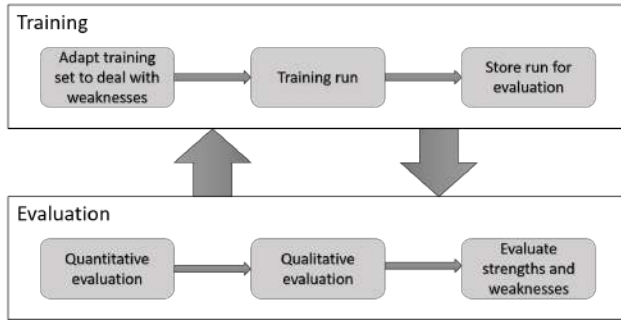 Training
Adapt training
set to deal with
weaknesses
Training run
Store run for
evaluation
Evaluation
Quantitative
evaluation
Qualitative
evaluation
Evaluate
strengths and
weaknesses